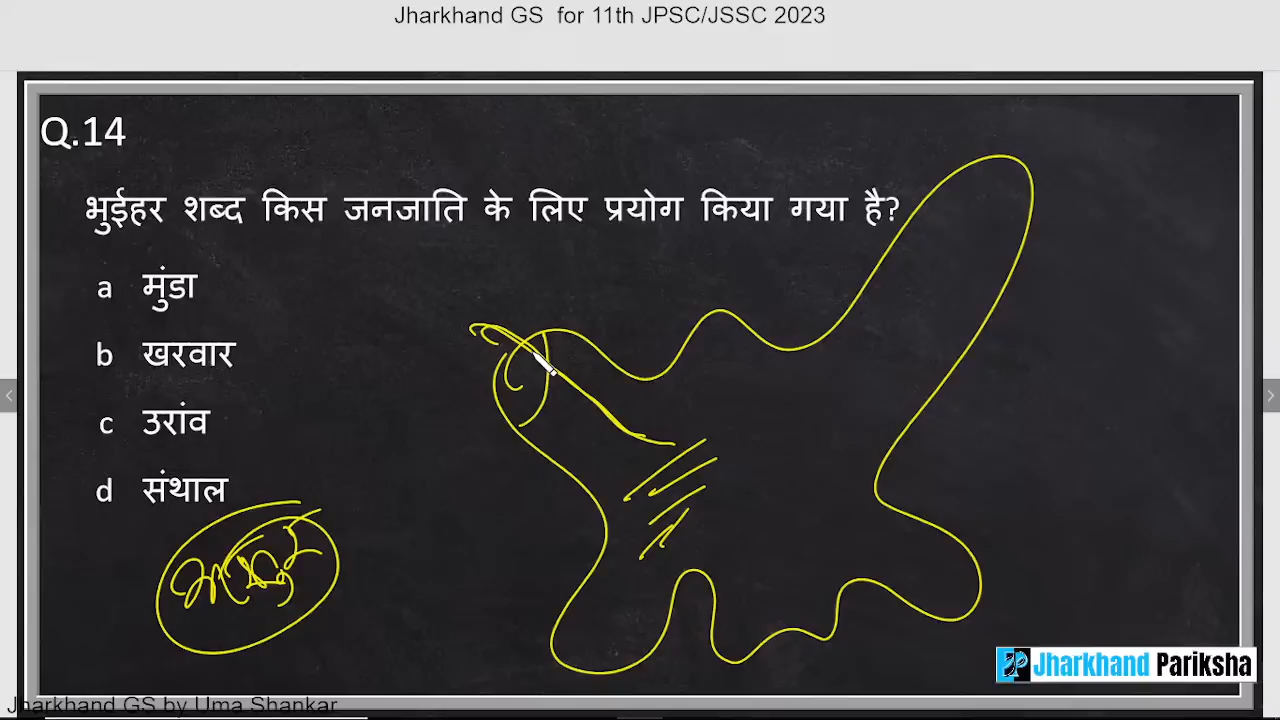 Jharkhand GS for 11th JPSC/JSSC 2023
Q.14
भुईहर शब्द किस जनजाति के लिए प्रयोग किया गया है?
a मुंडा
b खरवार
c उरांव
d संथाल
Jharkhand Pariksha
Jharkhand GS by Uma Shankar